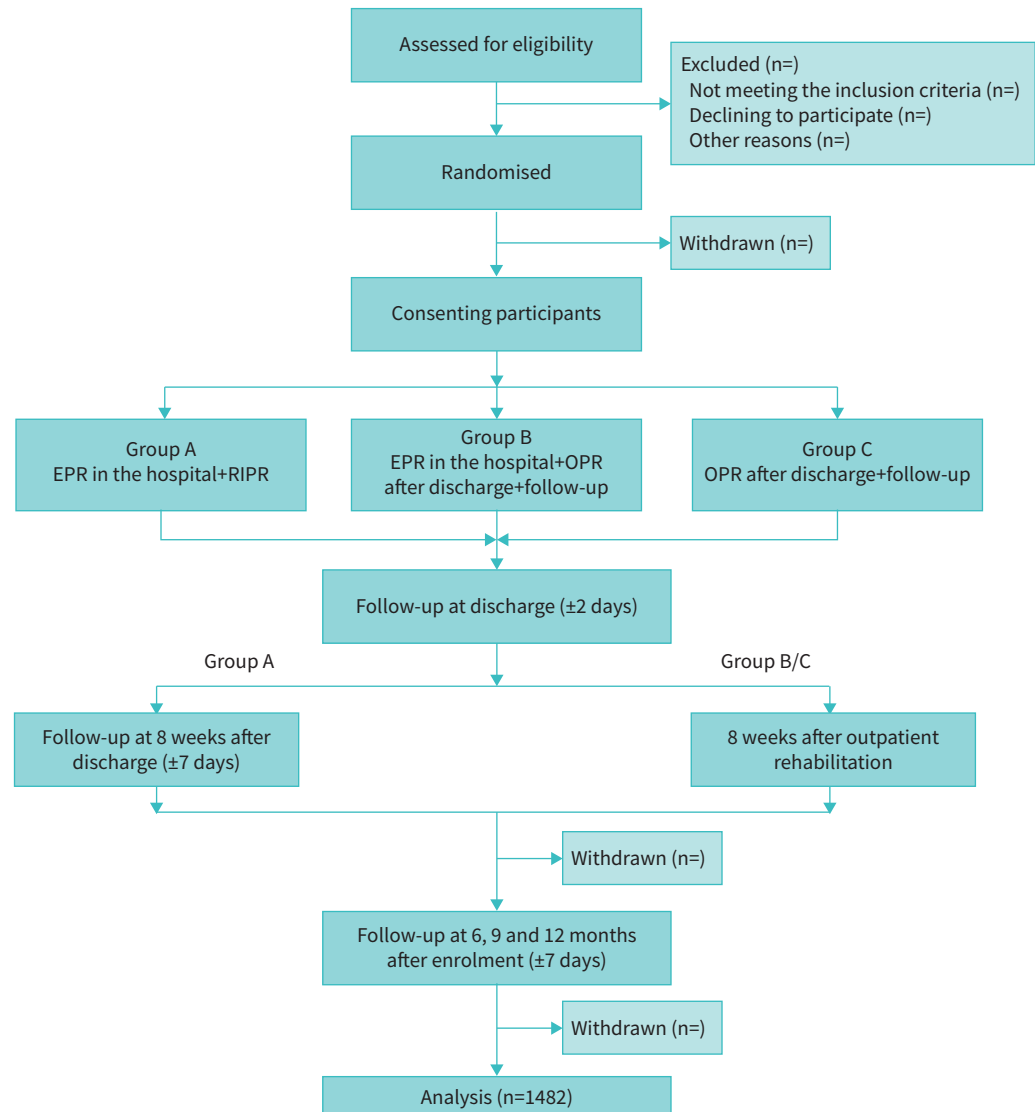 Assessed for eligibility
Excluded (n=)
Not meeting the inclusion criteria (n=)
Declining to participate (n=)
Other reasons (n=)
Randomised
Withdrawn (n=)
Consenting participants
Group A
EPR in the hospital+RIPR
Group B
EPR in the hospital+OPR
after discharge+follow-up
Group C
OPR after discharge+follow-up
Follow-up at discharge (±2 days)
Group A
Group B/C
Follow-up at 8 weeks after
discharge (±7 days)
8 weeks after outpatient
rehabilitation
Withdrawn (n=)
Follow-up at 6, 9 and 12 months
after enrolment (±7 days)
Withdrawn (n=)
Analysis (n=1482)